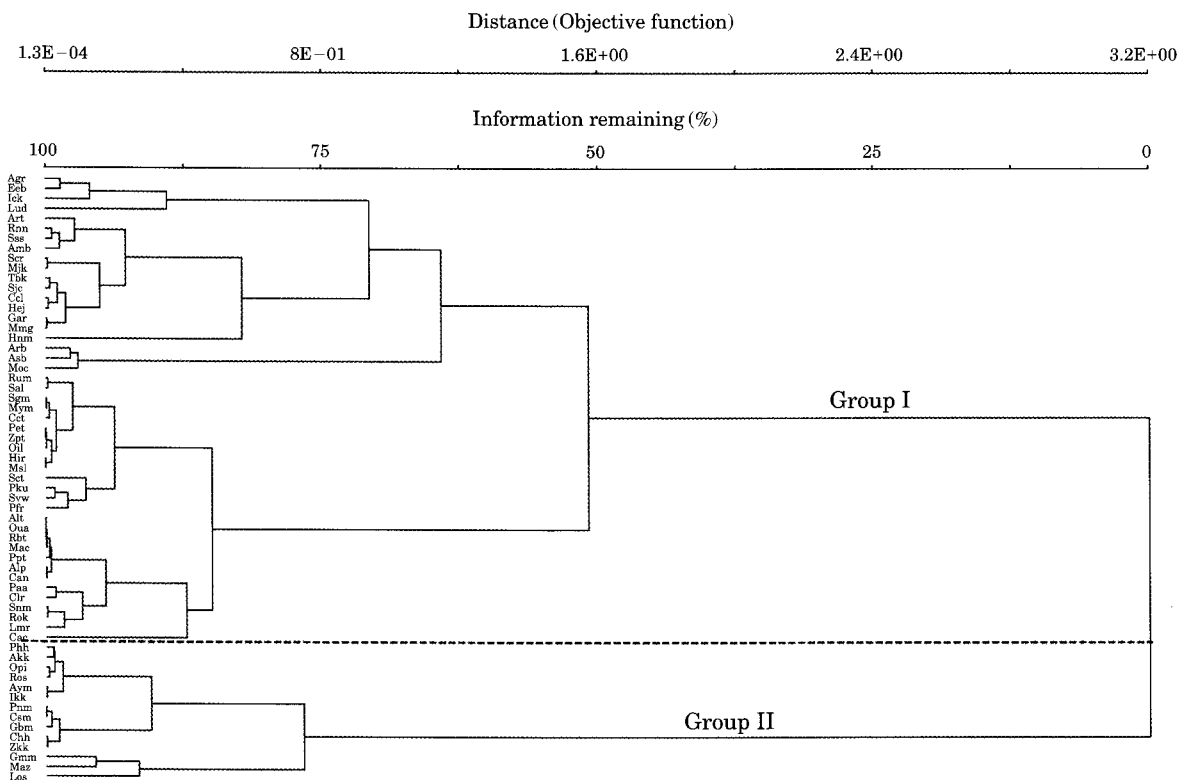 Distance (Objective function)
1.3E−04 8E−01 1.6E+00 2.4E+00 3.2E+00
Information remaining (%)
100 75 50 25 0
Agr
Eeb
Ick
Lud
Art
Rnn
Sss
Amb
Scr
Mjk
Tbk
Sjc
Ccl
Hej
Gar
Mmg
Hnm
Arb
Asb
Moc
Rum
Sal
Sgm
Mym
Cct
Pet
Zpt
Oil
Hir
Msl
Sct
Pku
Svw
Pfr
Alt
Oua
Rbt
Mac
Ppt
Alp
Can
Paa
Clr
Snm
Rok
Lmr
Cac
Phh
Akk
Opi
Ros
Aym
Ikk
Pnm
Csm
Gbm
Chh
Zkk
Gmm
Maz
Los
Group I
Group II